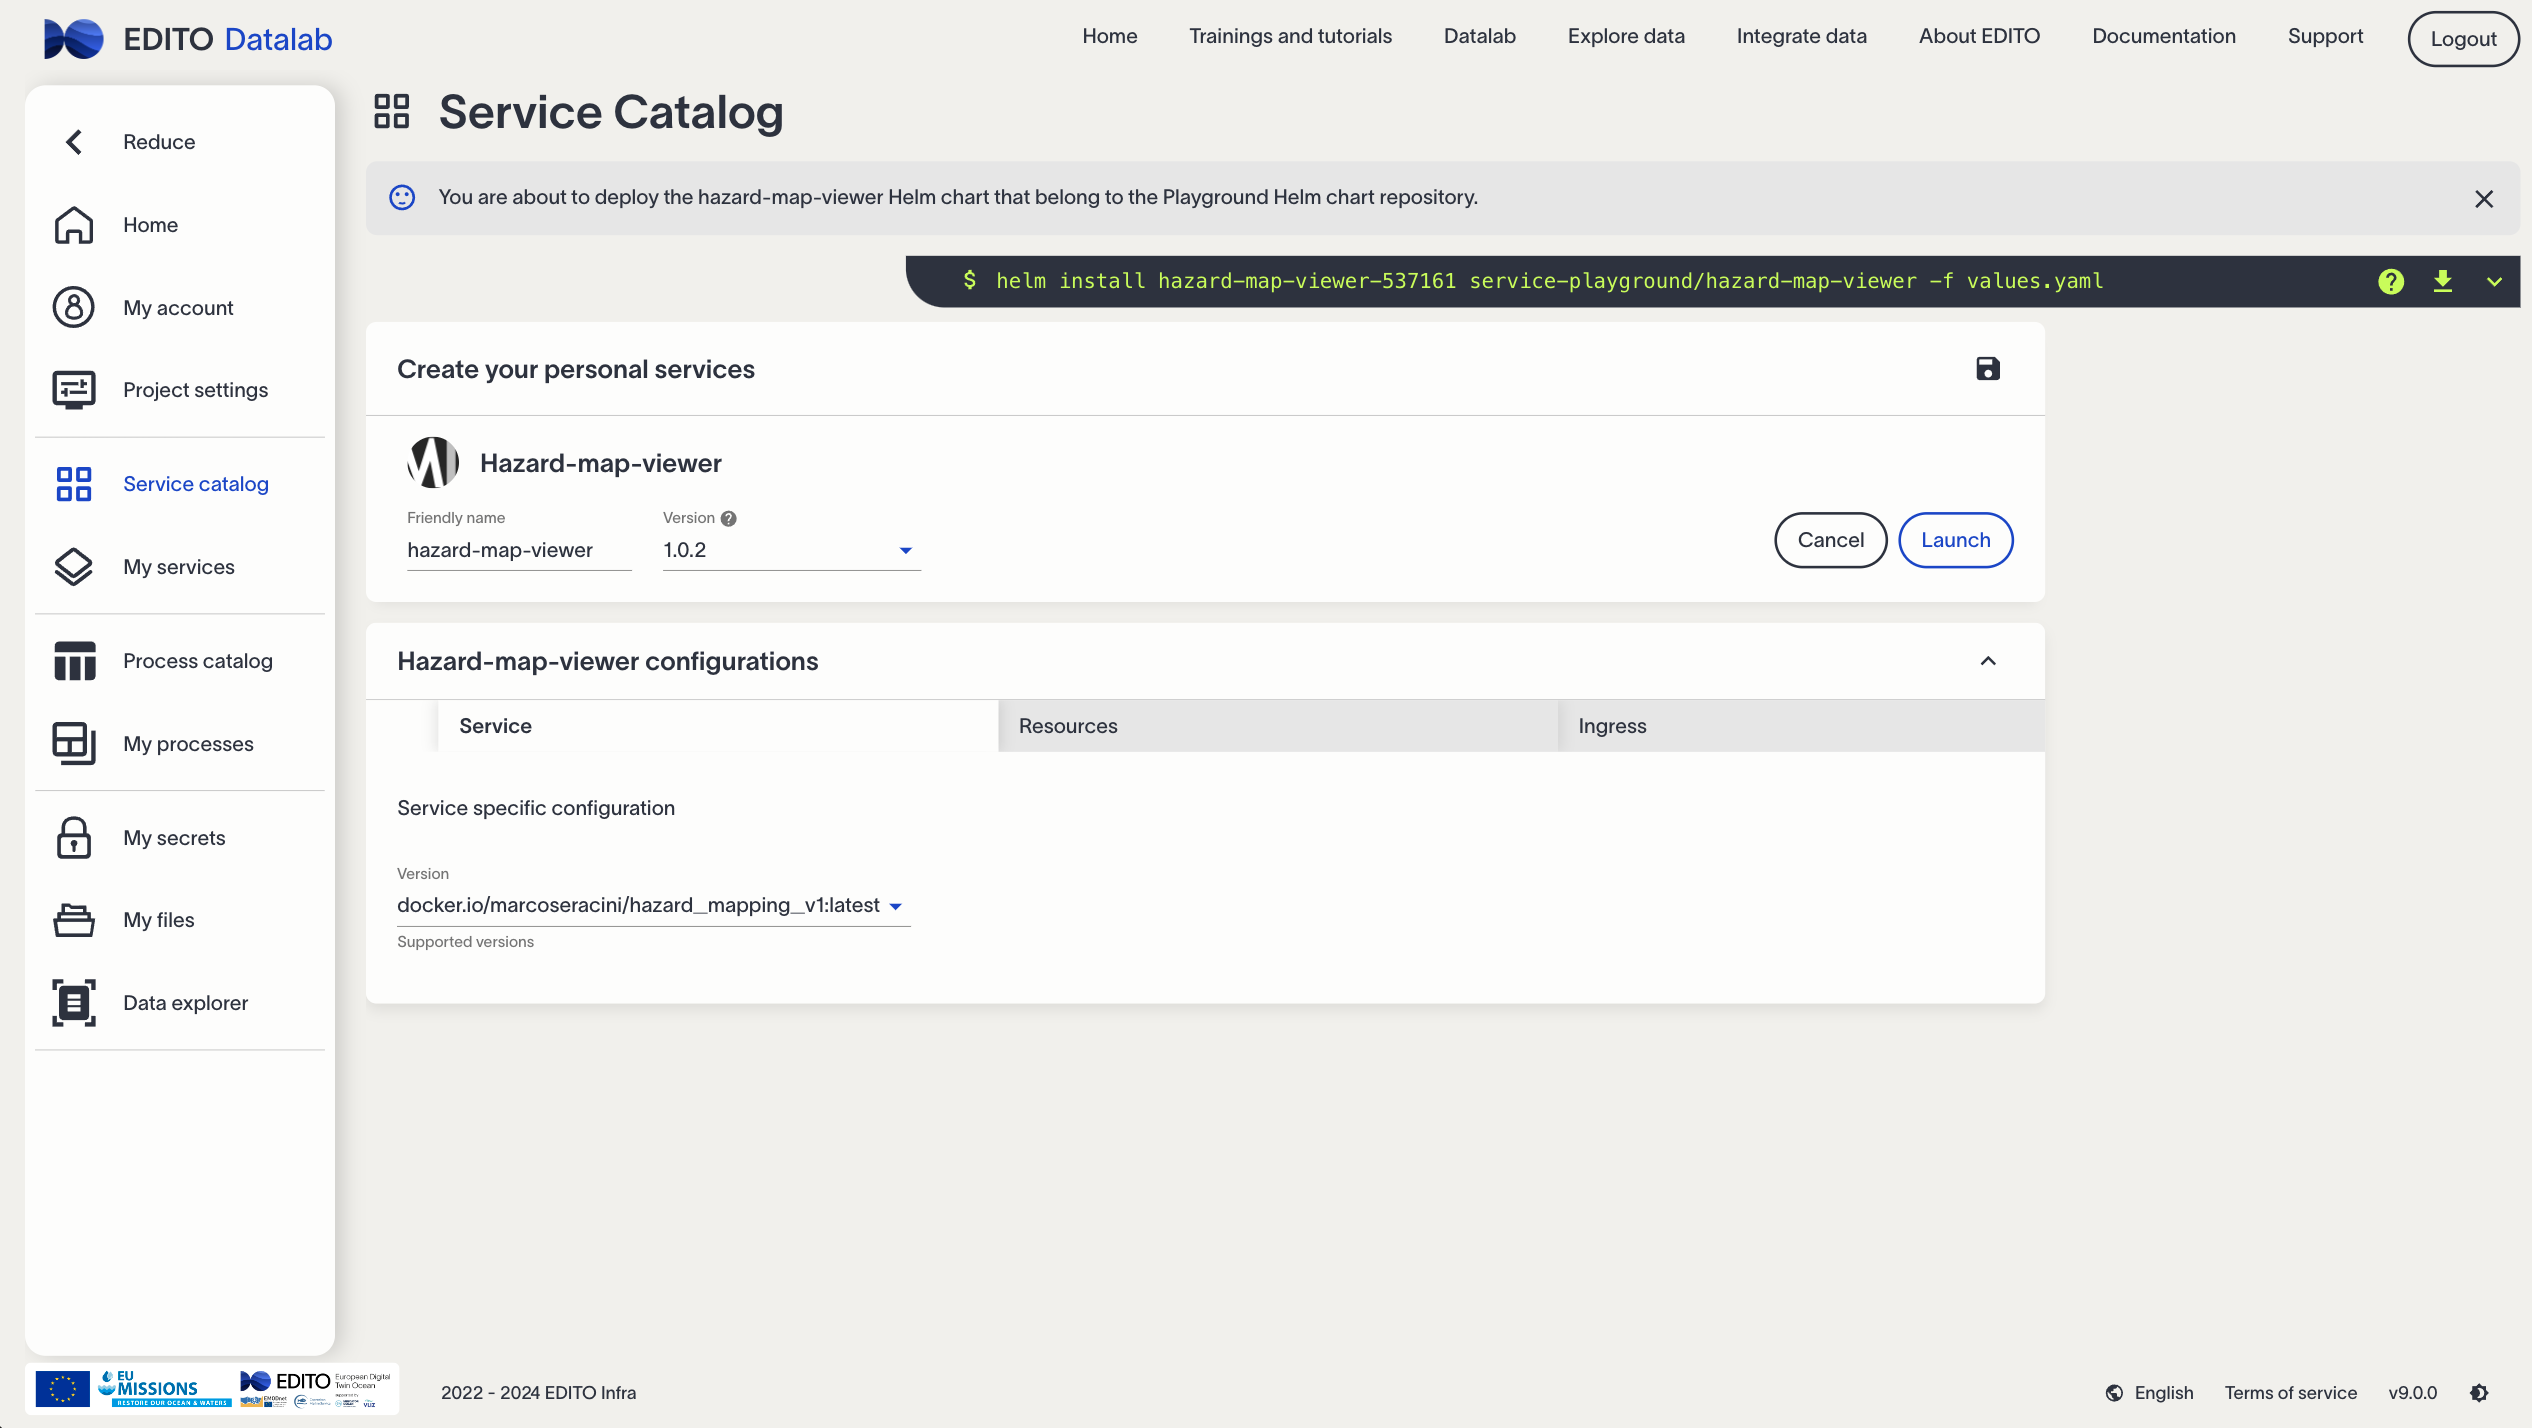 EDITO Datalab
Home
Trainings and tutorials
Datalab
Explore data
Integrate data
About EDITO
Documentation
Support
Logout
Reduce
Home
My account
Project settings
Service catalog
My services
Process catalog
My processes
My secrets
My files
Data explorer
Service Catalog
You are about to deploy the hazard-map-viewer Helm chart that belong to the Playground Helm chart repository.
$ helm install hazard-map-viewer-537161 service-playground/hazard-map-viewer -f values.yaml
Create your personal services
Hazard-map-viewer
Friendly name
hazard-map-viewer
Version
1.0.2
Cancel
Launch
Hazard-map-viewer configurations
Service
Resources
Ingress
Service specific configuration
Version
docker.io/marcoseracini/hazard_mapping_v1:latest
Supported versions
EU
MISSIONS
RESTORE OUR OCEAN & WATERS
EDITO
European Digital
Twin Ocean
2022 - 2024 EDITO Infra
English
Terms of service
v9.0.0